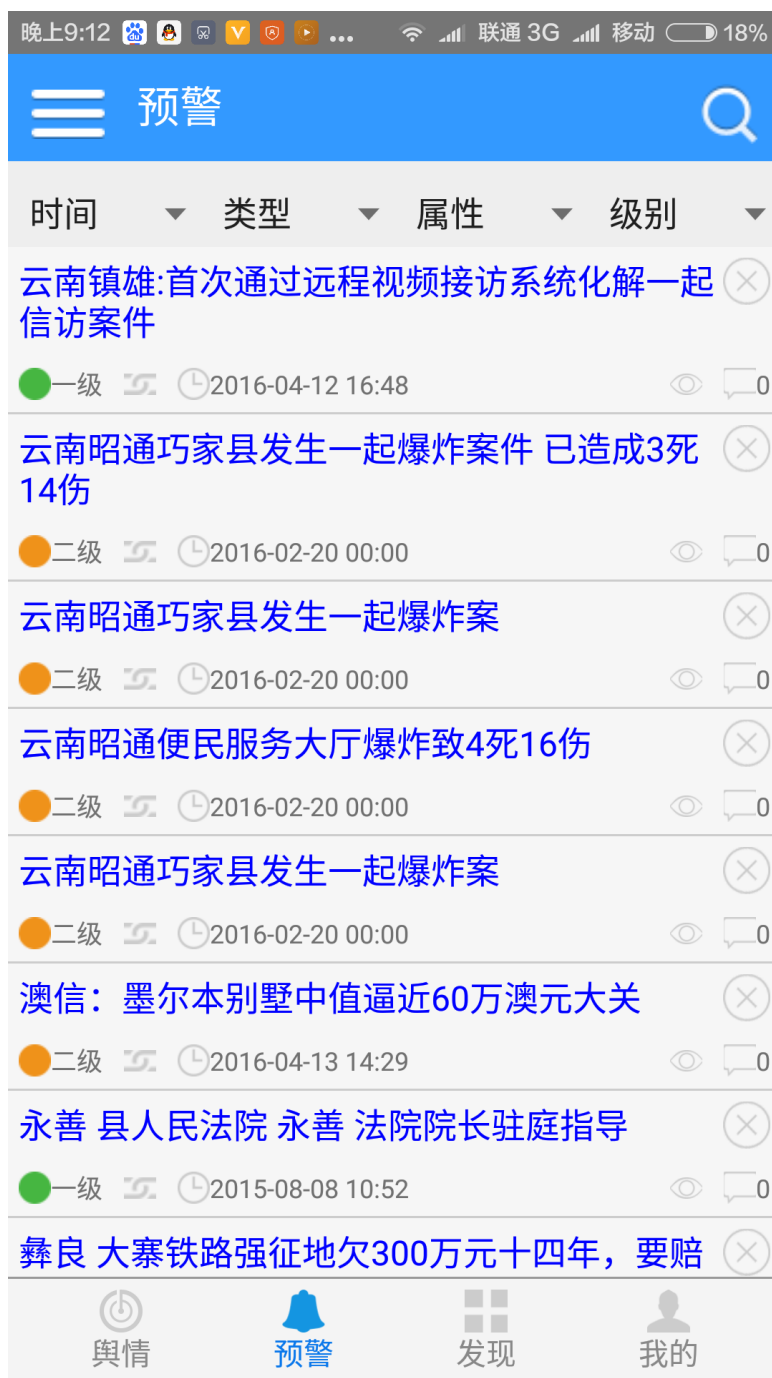 晚上9:12 ... 联通 3G 移动 18%
预警
时间 类型 属性 级别
云南镇雄:首次通过远程视频接访系统化解一起
信访案件
一级 2016-04-12 16:48 0
云南昭通巧家县发生一起爆炸案件 已造成3死
14伤
二级 2016-02-20 00:00 0
云南昭通巧家县发生一起爆炸案
二级 2016-02-20 00:00 0
云南昭通便民服务大厅爆炸致4死16伤
二级 2016-02-20 00:00 0
云南昭通巧家县发生一起爆炸案
二级 2016-02-20 00:00 0
澳信：墨尔本别墅中值逼近60万澳元大关
二级 2016-04-13 14:29 0
永善 县人民法院 永善 法院院长驻庭指导
一级 2015-08-08 10:52 0
彝良 大寨铁路强征地欠300万元十四年，要赔
舆情 预警 发现 我的